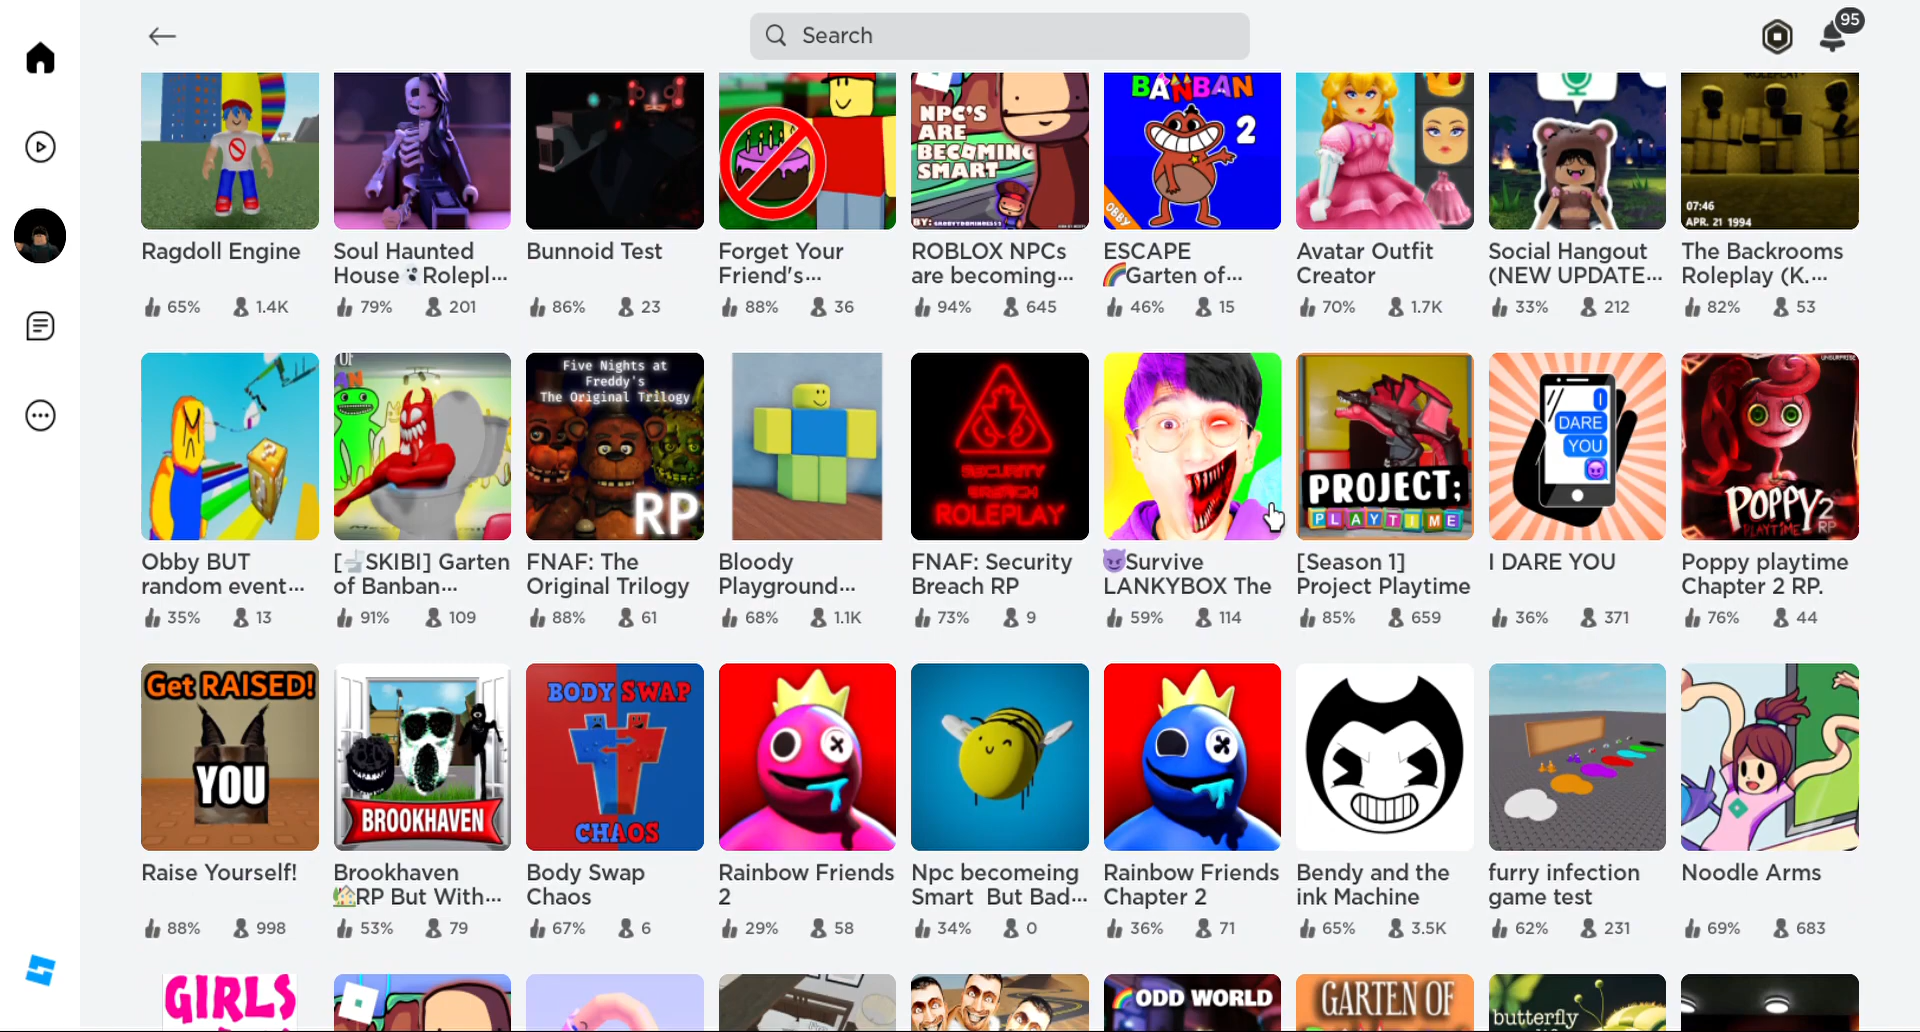 Search
95
BANBAN
2
OBBY
NPC'S
ARE
BECOMING
SMART
07:46
APR. 21 1994
Ragdoll Engine
Soul Haunted
House Rolepl...
Bunnoid Test
Forget Your
Friend's...
ROBLOX NPCs
are becoming...
ESCAPE
🌈Garten of...
Avatar Outfit
Creator
Social Hangout
(NEW UPDATE...
The Backrooms
Roleplay (K....
65% 1.4K
79% 201
86% 23
88% 36
94% 645
46% 15
70% 1.7K
33% 212
82% 53
OF
Five Nights at
Freddy's
The Original Trilogy
RP
SECURITY
BREACH
ROLEPLAY
PROJECT:
PLAYTIME
I
DARE
YOU
POPPY 2
PLAYTIME RP
Obby BUT
random event...
[🚽SKIBI] Garten
of Banban...
FNAF: The
Original Trilogy
Bloody
Playground...
FNAF: Security
Breach RP
😈Survive
LANKYBOX The
[Season 1]
Project Playtime
I DARE YOU
Poppy playtime
Chapter 2 RP.
35% 13
91% 109
88% 61
68% 1.1K
73% 9
59% 114
85% 659
36% 371
76% 44
Get RAISED!
YOU
BROOKHAVEN
BODY SWAP
CHAOS
Raise Yourself!
Brookhaven
🏡RP But With...
Body Swap
Chaos
Rainbow Friends
2
Npc becomeing
Smart But Bad...
Rainbow Friends
Chapter 2
Bendy and the
ink Machine
furry infection
game test
Noodle Arms
88% 998
53% 79
67% 6
29% 58
34% 0
36% 71
65% 3.5K
62% 231
69% 683
GIRLS
ODD WORLD
GARTEN OF
butterfly